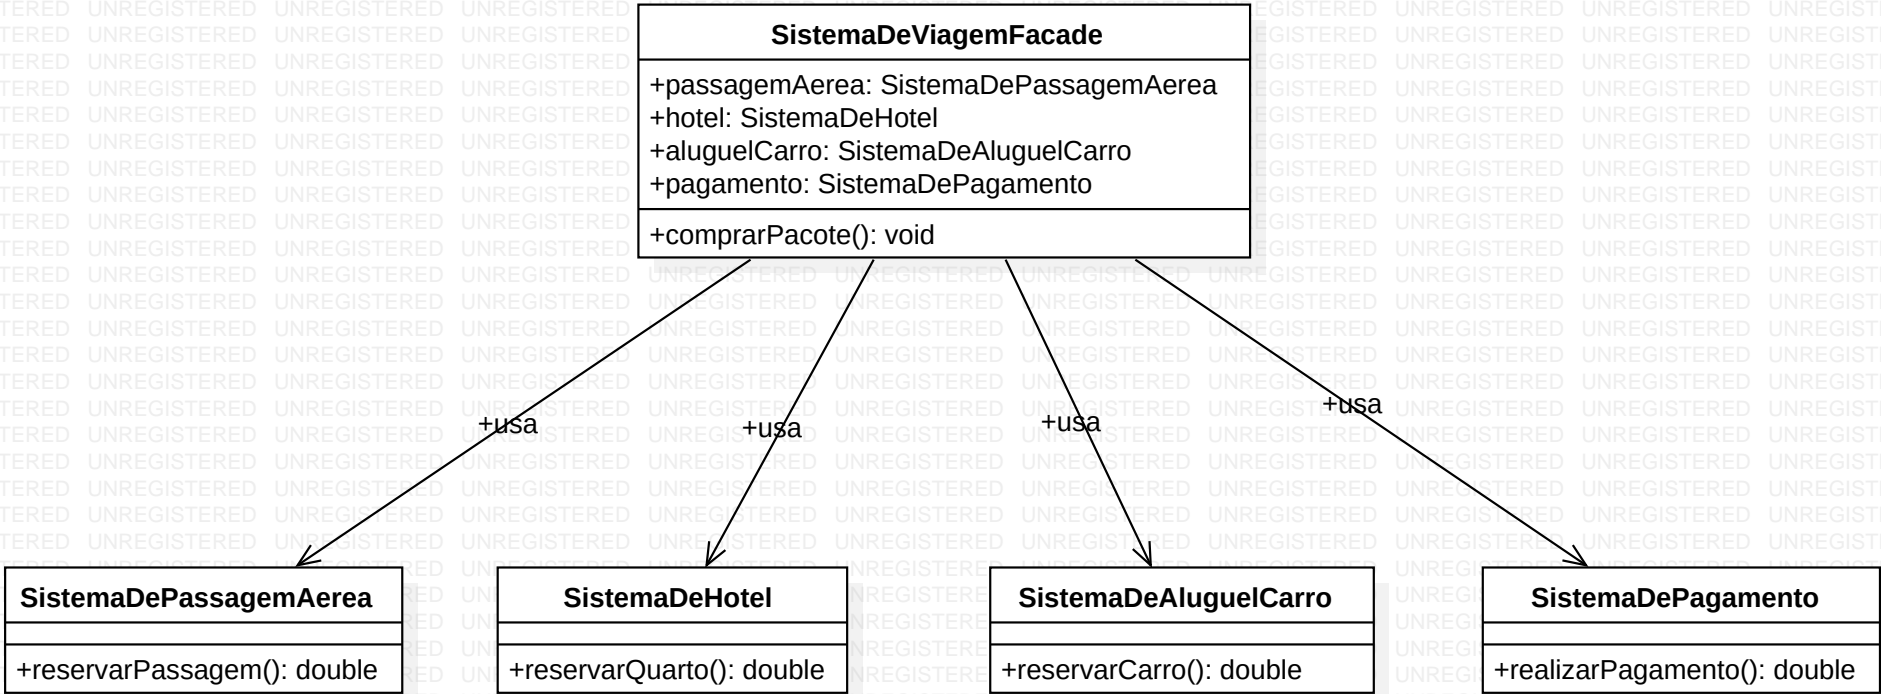 SistemaDeViagemFacade
+passagemAerea: SistemaDePassagemAerea
+hotel: SistemaDeHotel
+aluguelCarro: SistemaDeAluguelCarro
+pagamento: SistemaDePagamento
+comprarPacote(): void
+usa
+usa
+usa
+usa
SistemaDePassagemAerea
+reservarPassagem(): double
SistemaDeHotel
+reservarQuarto(): double
SistemaDeAluguelCarro
+reservarCarro(): double
SistemaDePagamento
+realizarPagamento(): double
UNREGISTERED